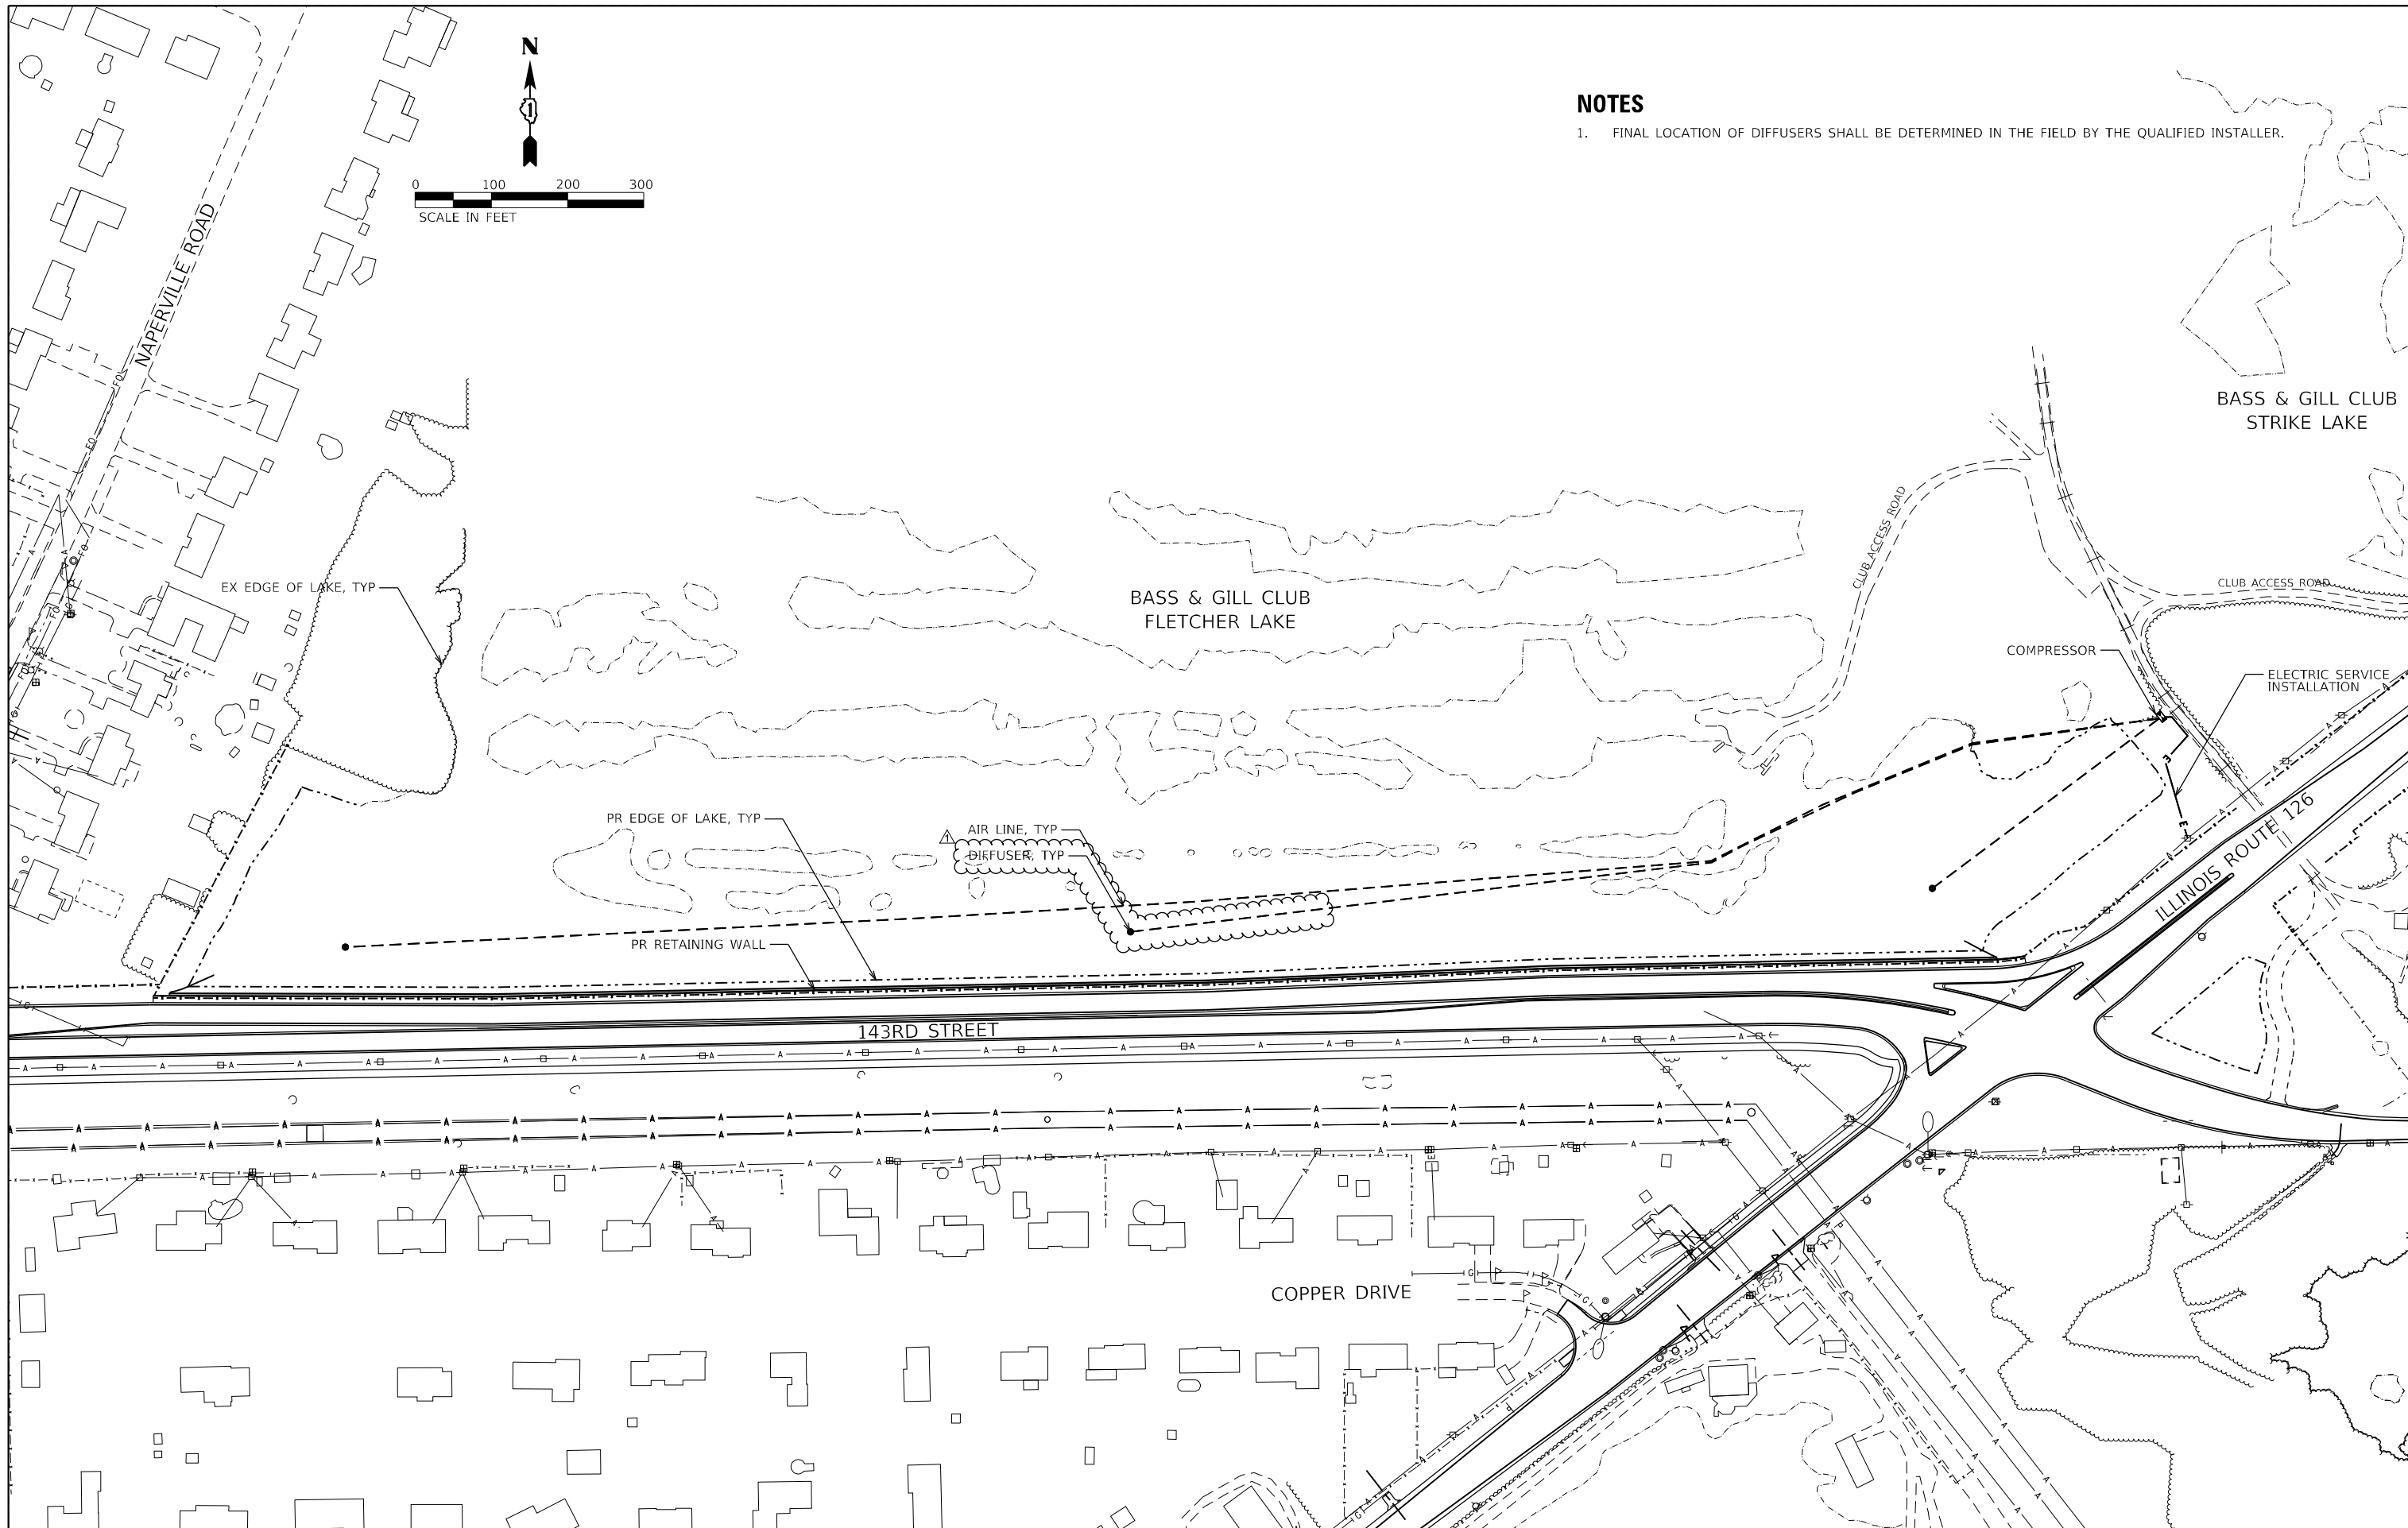 N
1
0 100 200 300
SCALE IN FEET
NOTES
1. FINAL LOCATION OF DIFFUSERS SHALL BE DETERMINED IN THE FIELD BY THE QUALIFIED INSTALLER.
NAPERVILLE ROAD
BASS & GILL CLUB
STRIKE LAKE
CLUB ACCESS ROAD
CLUB ACCESS ROAD
EX EDGE OF LAKE, TYP
BASS & GILL CLUB
FLETCHER LAKE
COMPRESSOR
ELECTRIC SERVICE
INSTALLATION
PR EDGE OF LAKE, TYP
1
AIR LINE, TYP
DIFFUSER, TYP
ILLINOIS ROUTE 126
PR RETAINING WALL
143RD STREET
COPPER DRIVE